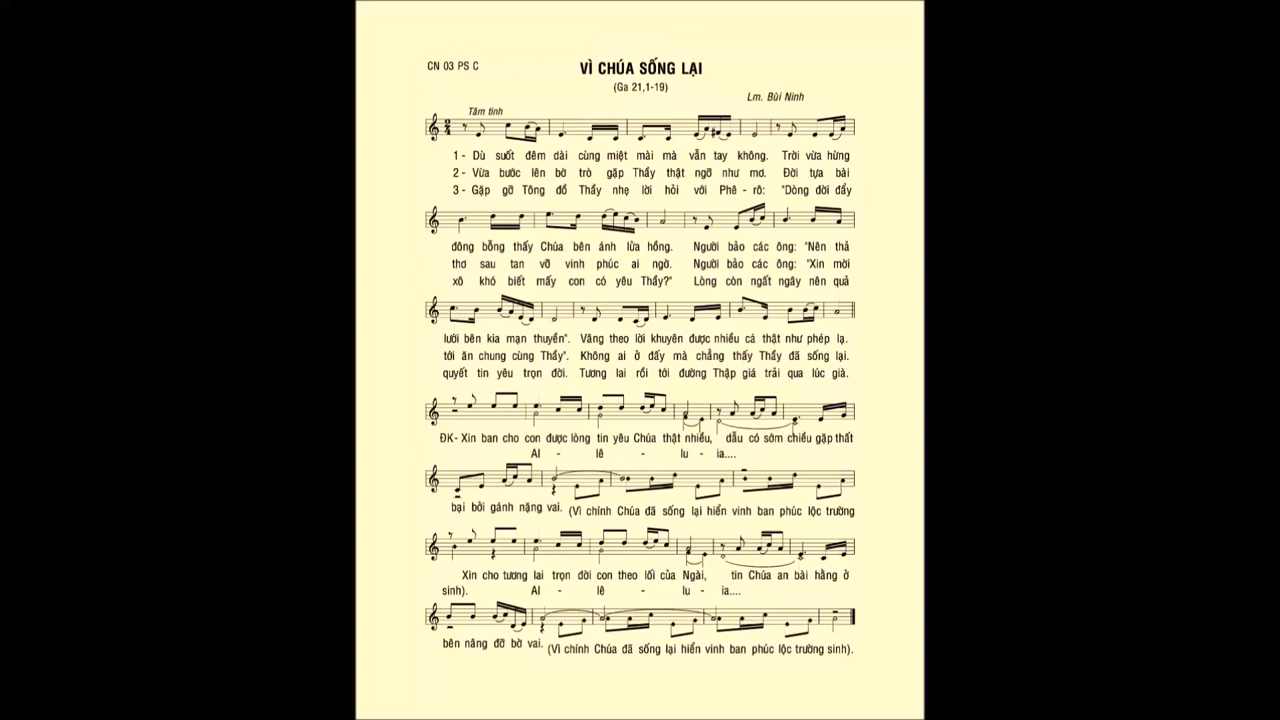 CN 03 PS C
VÌ CHÚA SỐNG LẠI
(Ga 21,1-19)
Lm. Bùi Ninh
Tâm tình
1 - Dù suốt đêm dài cùng miệt mài mà vẫn tay không. Trời vừa hừng
2 - Vừa bước lên bờ trò gặp Thầy thật ngỡ như mơ. Đời tựa bài
3 - Gặp gỡ Tông đồ Thầy nhẹ lời hỏi với Phê - rô: "Dòng đời đẩy
đông bỗng thấy Chúa bên ánh lửa hồng. Người bảo các ông: "Nên thả
thơ sau tan vỡ vinh phúc ai ngờ. Người bảo các ông: "Xin mời
xô khó biết mấy con có yêu Thầy?" Lòng còn ngất ngây nên quả
lưới bên kia mạn thuyền". Vâng theo lời khuyên được nhiều cá thật như phép lạ.
tới ăn chung cùng Thầy". Không ai ở đấy mà chẳng thấy Thầy đã sống lại.
quyết tin yêu trọn đời. Tương lai rồi tới đường Thập giá trải qua lúc già.
ĐK- Xin ban cho con được lòng tin yêu Chúa thật nhiều, dẫu có sớm chiều gặp thất
Al - lê - lu - ia....
bại bởi gánh nặng vai. (Vì chính Chúa đã sống lại hiển vinh ban phúc lộc trường
Xin cho tương lai trọn đời con theo lối của Ngài, tin Chúa an bài hằng ở
sinh). Al - lê - lu - ia....
bên nâng đỡ bờ vai. (Vì chính Chúa đã sống lại hiển vinh ban phúc lộc trường sinh).